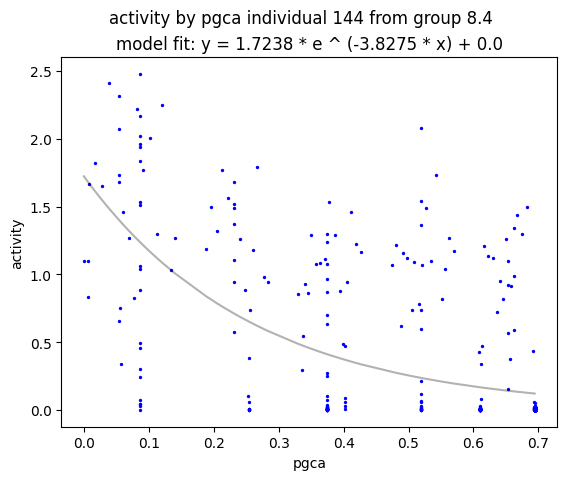 activity by pgca individual 144 from group 8.4
model fit: y = 1.7238 * e ^ (-3.8275 * x) + 0.0
2.5
2.0
1.5
1.0
0.5
0.0
activity
0.0 0.1 0.2 0.3 0.4 0.5 0.6 0.7
pgca